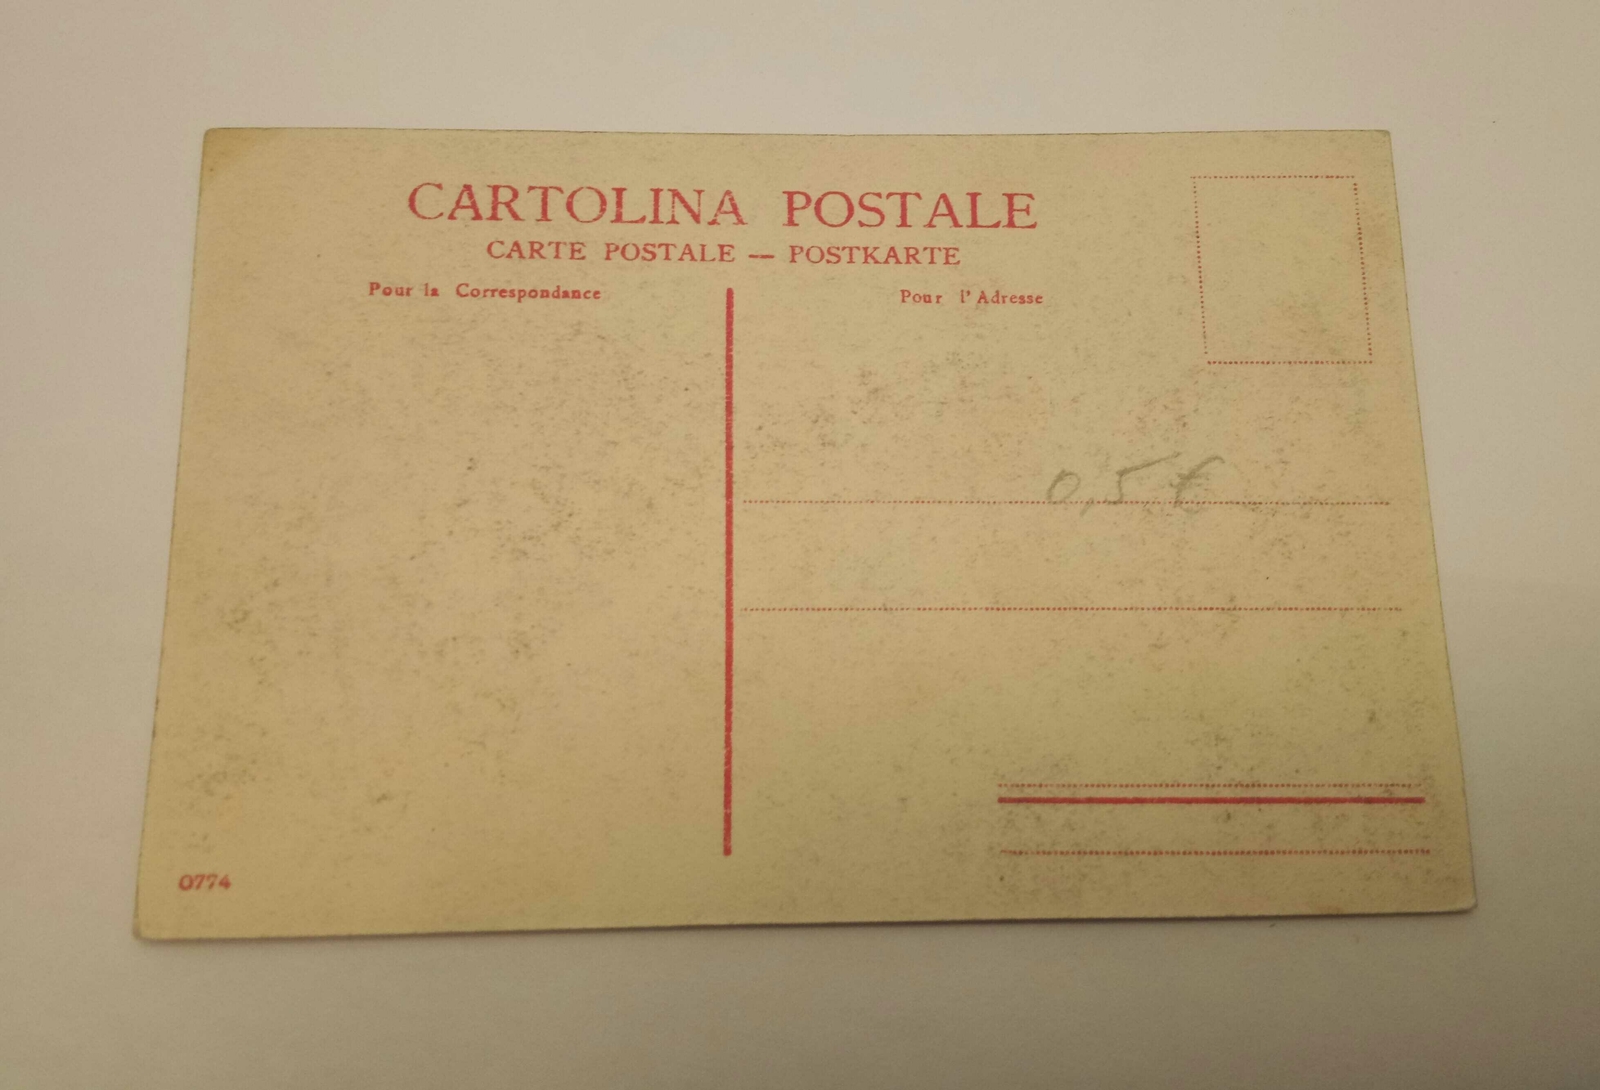 CARTOLINA POSTALE
CARTE POSTALE — POSTKARTE
Pour la Correspondance
Pour l'Adresse
0,5 €
0774